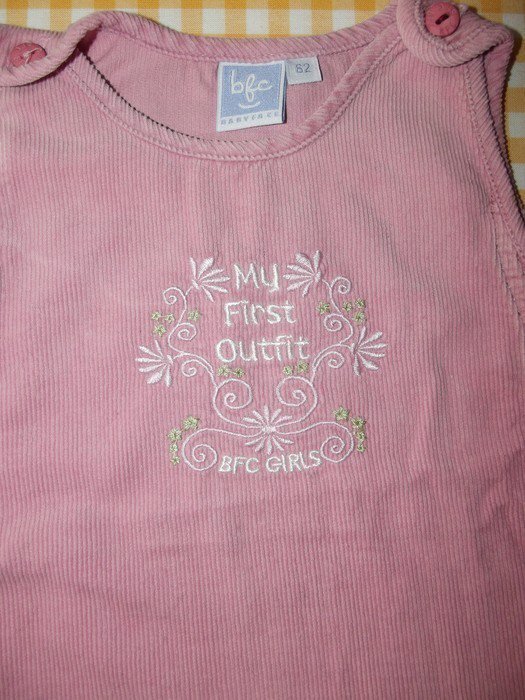 bfc
BABYFACE
62
My
First
Outfit
BFC GIRLS